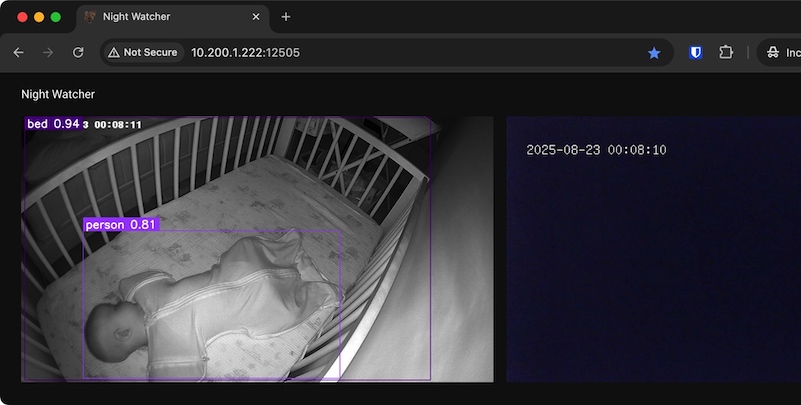 Night Watcher
Not Secure 10.200.1.222:12505
Night Watcher
bed 0.94 3 00:08:11
2025-08-23 00:08:10
person 0.81